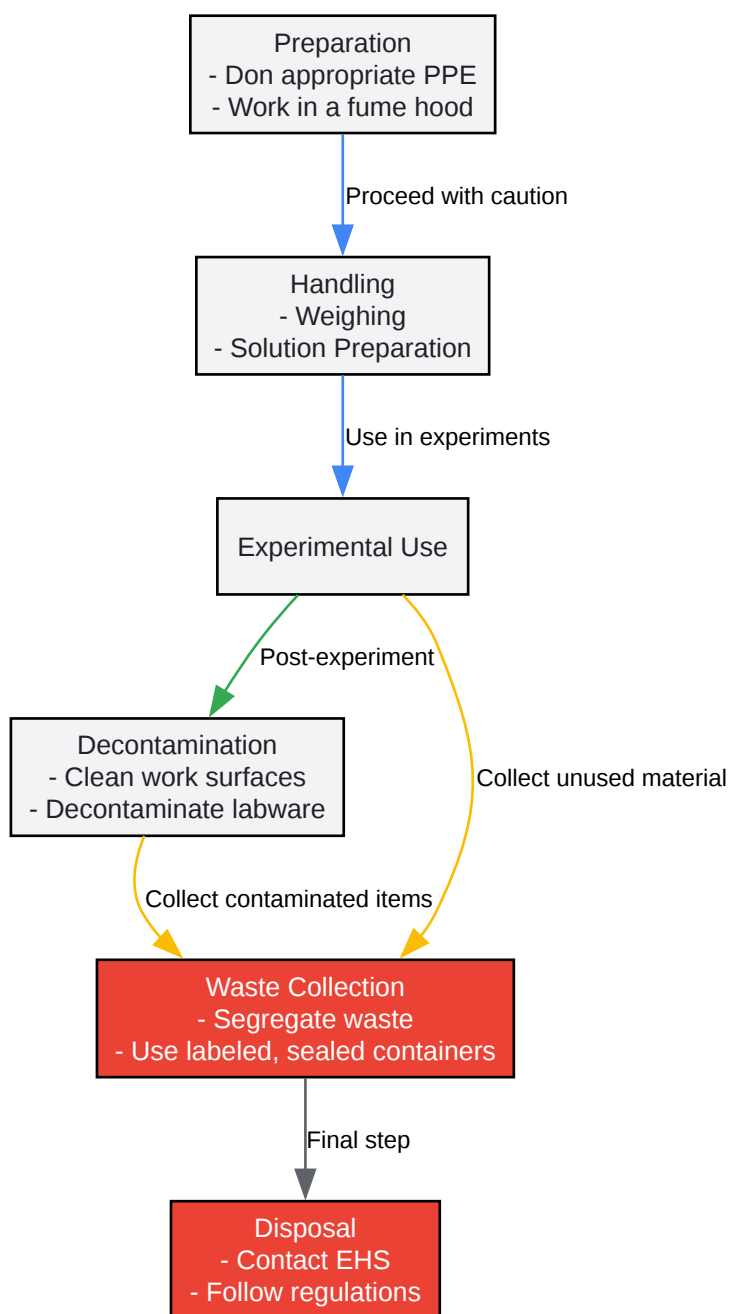 Preparation
- Don appropriate PPE
- Work in a fume hood
Proceed with caution
Handling
- Weighing
- Solution Preparation
Use in experiments
Experimental Use
Post-experiment
Decontamination
- Clean work surfaces
- Decontaminate labware
Collect unused material
Collect contaminated items
Waste Collection
- Segregate waste
- Use labeled, sealed containers
Final step
Disposal
- Contact EHS
- Follow regulations